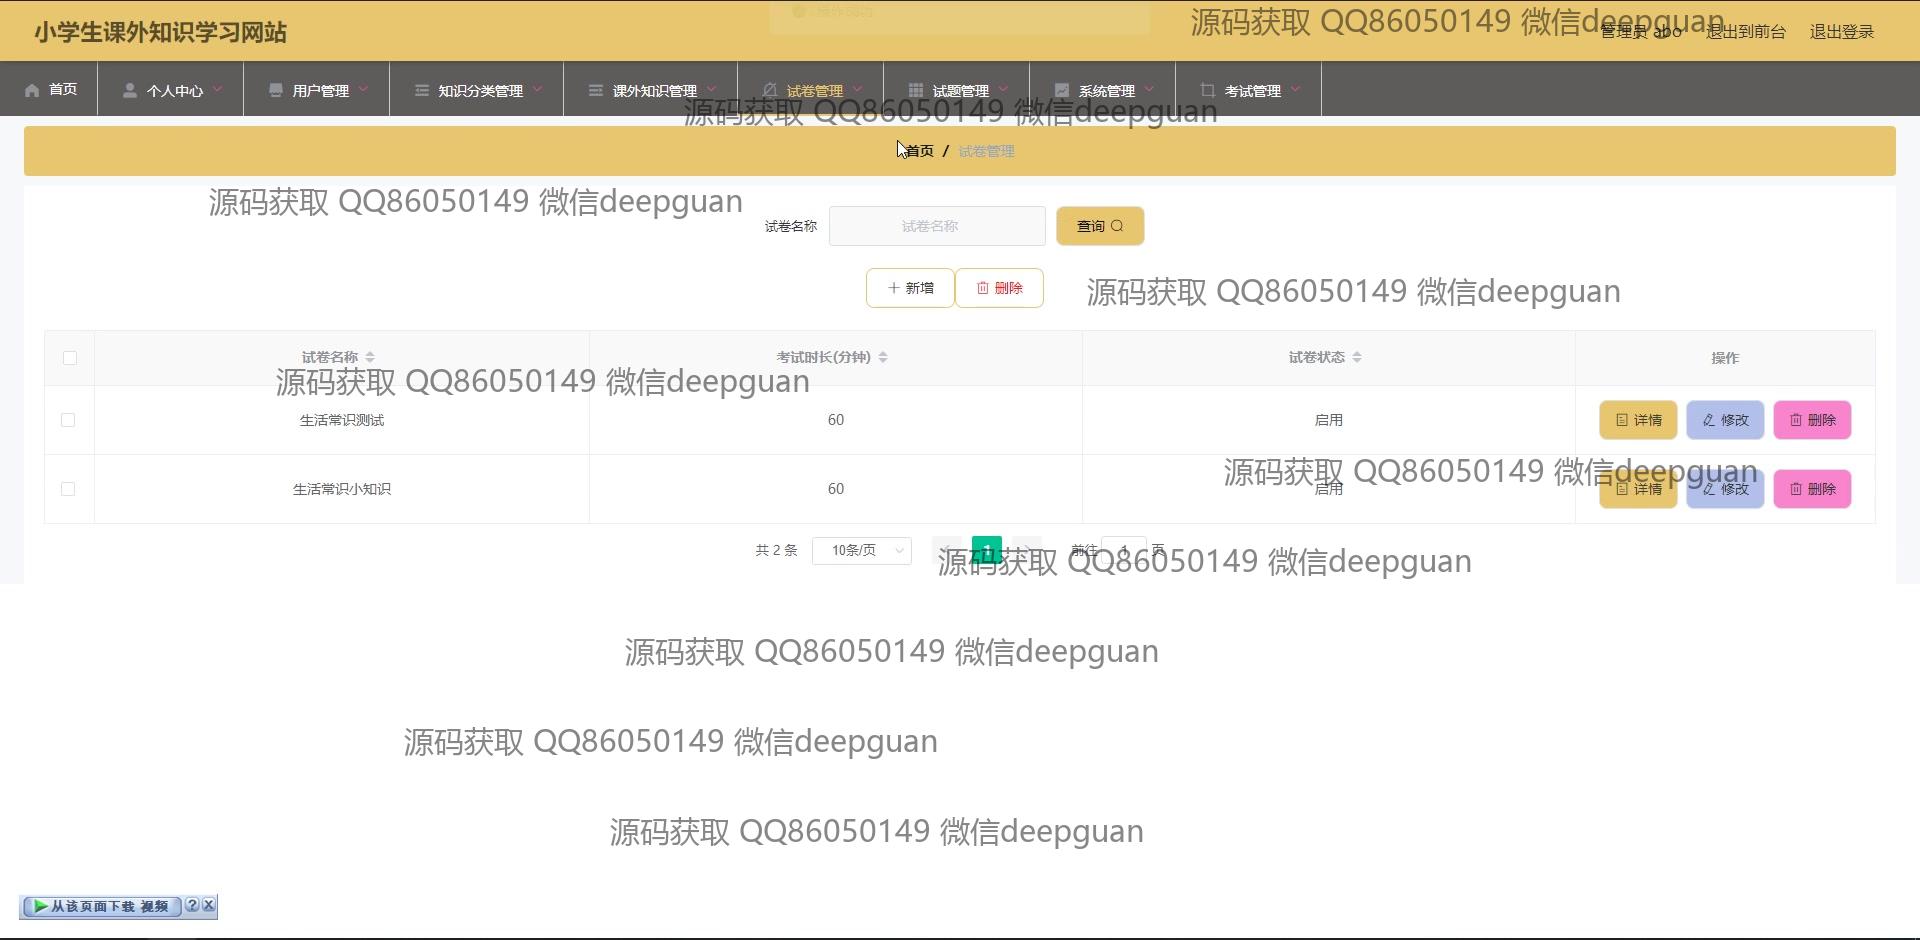 小学生课外知识学习网站
源码获取 QQ86050149 微信deepguan
管理员 abo 退出到前台 退出登录
首页 个人中心 用户管理 知识分类管理 课外知识管理 试卷管理 试题管理 系统管理 考试管理
源码获取 QQ86050149 微信deepguan
首页 / 试卷管理
源码获取 QQ86050149 微信deepguan
试卷名称 试卷名称 查询
新增 删除
源码获取 QQ86050149 微信deepguan
试卷名称 考试时长(分钟) 试卷状态 操作
源码获取 QQ86050149 微信deepguan
生活常识测试 60 启用 详情 修改 删除
源码获取 QQ86050149 微信deepguan
生活常识小知识 60 启用 详情 修改 删除
共 2 条 10条/页 1 前往 1 页
源码获取 QQ86050149 微信deepguan
源码获取 QQ86050149 微信deepguan
源码获取 QQ86050149 微信deepguan
源码获取 QQ86050149 微信deepguan
从该页面下载 视频 ? X